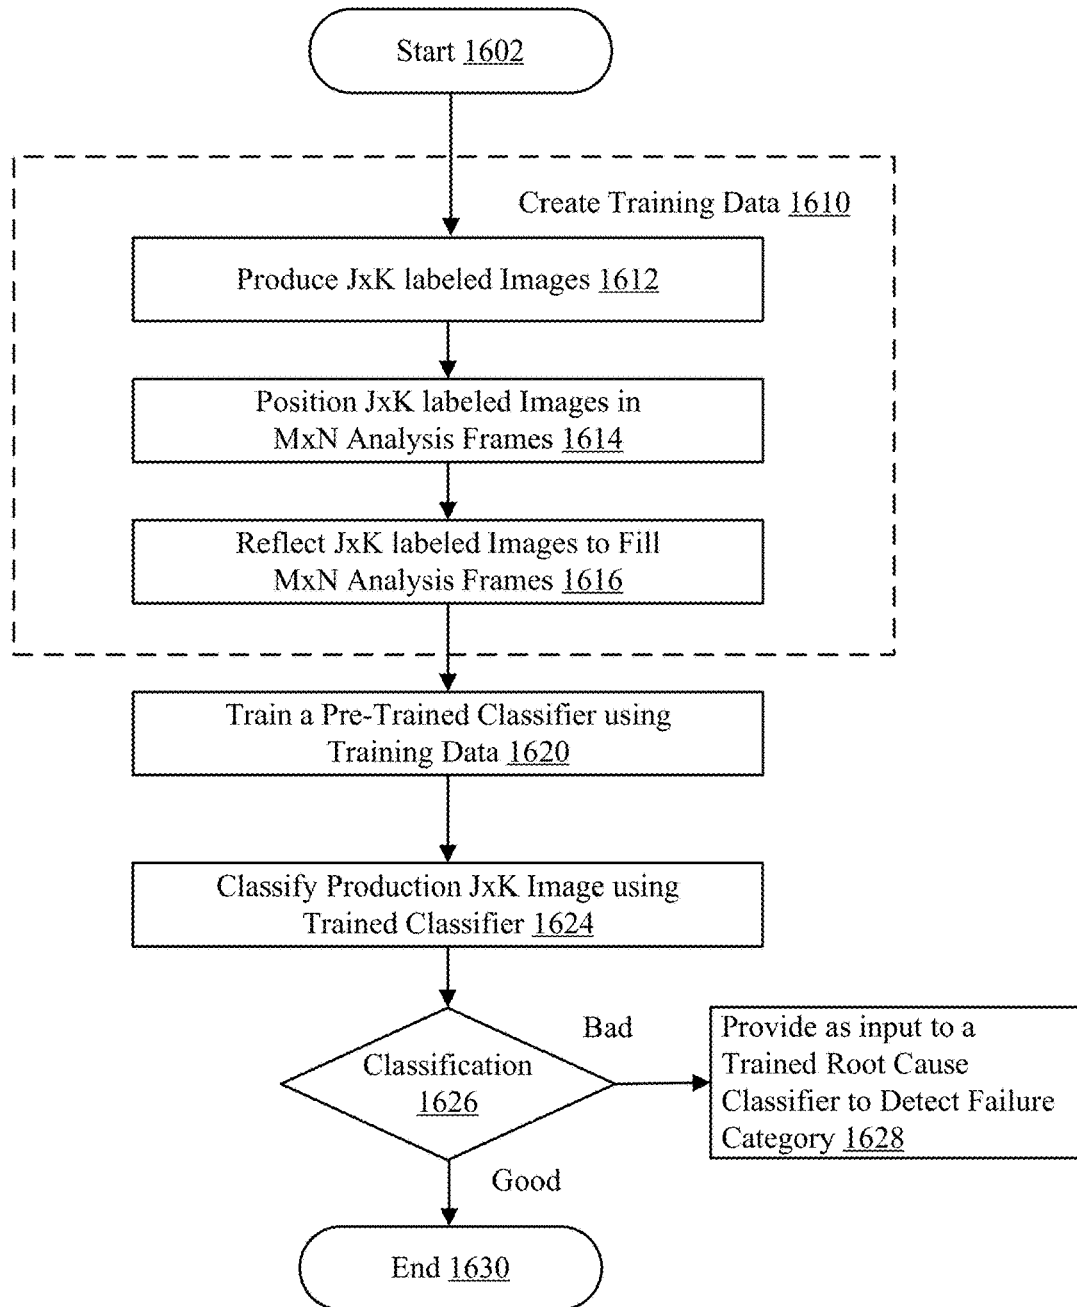 Start 1602
Create Training Data 1610
Produce JxK labeled Images 1612
Position JxK labeled Images in
MxN Analysis Frames 1614
Reflect JxK labeled Images to Fill
MxN Analysis Frames 1616
Train a Pre-Trained Classifier using
Training Data 1620
Classify Production JxK Image using
Trained Classifier 1624
Classification
1626
Bad
Provide as input to a
Trained Root Cause
Classifier to Detect Failure
Category 1628
Good
End 1630